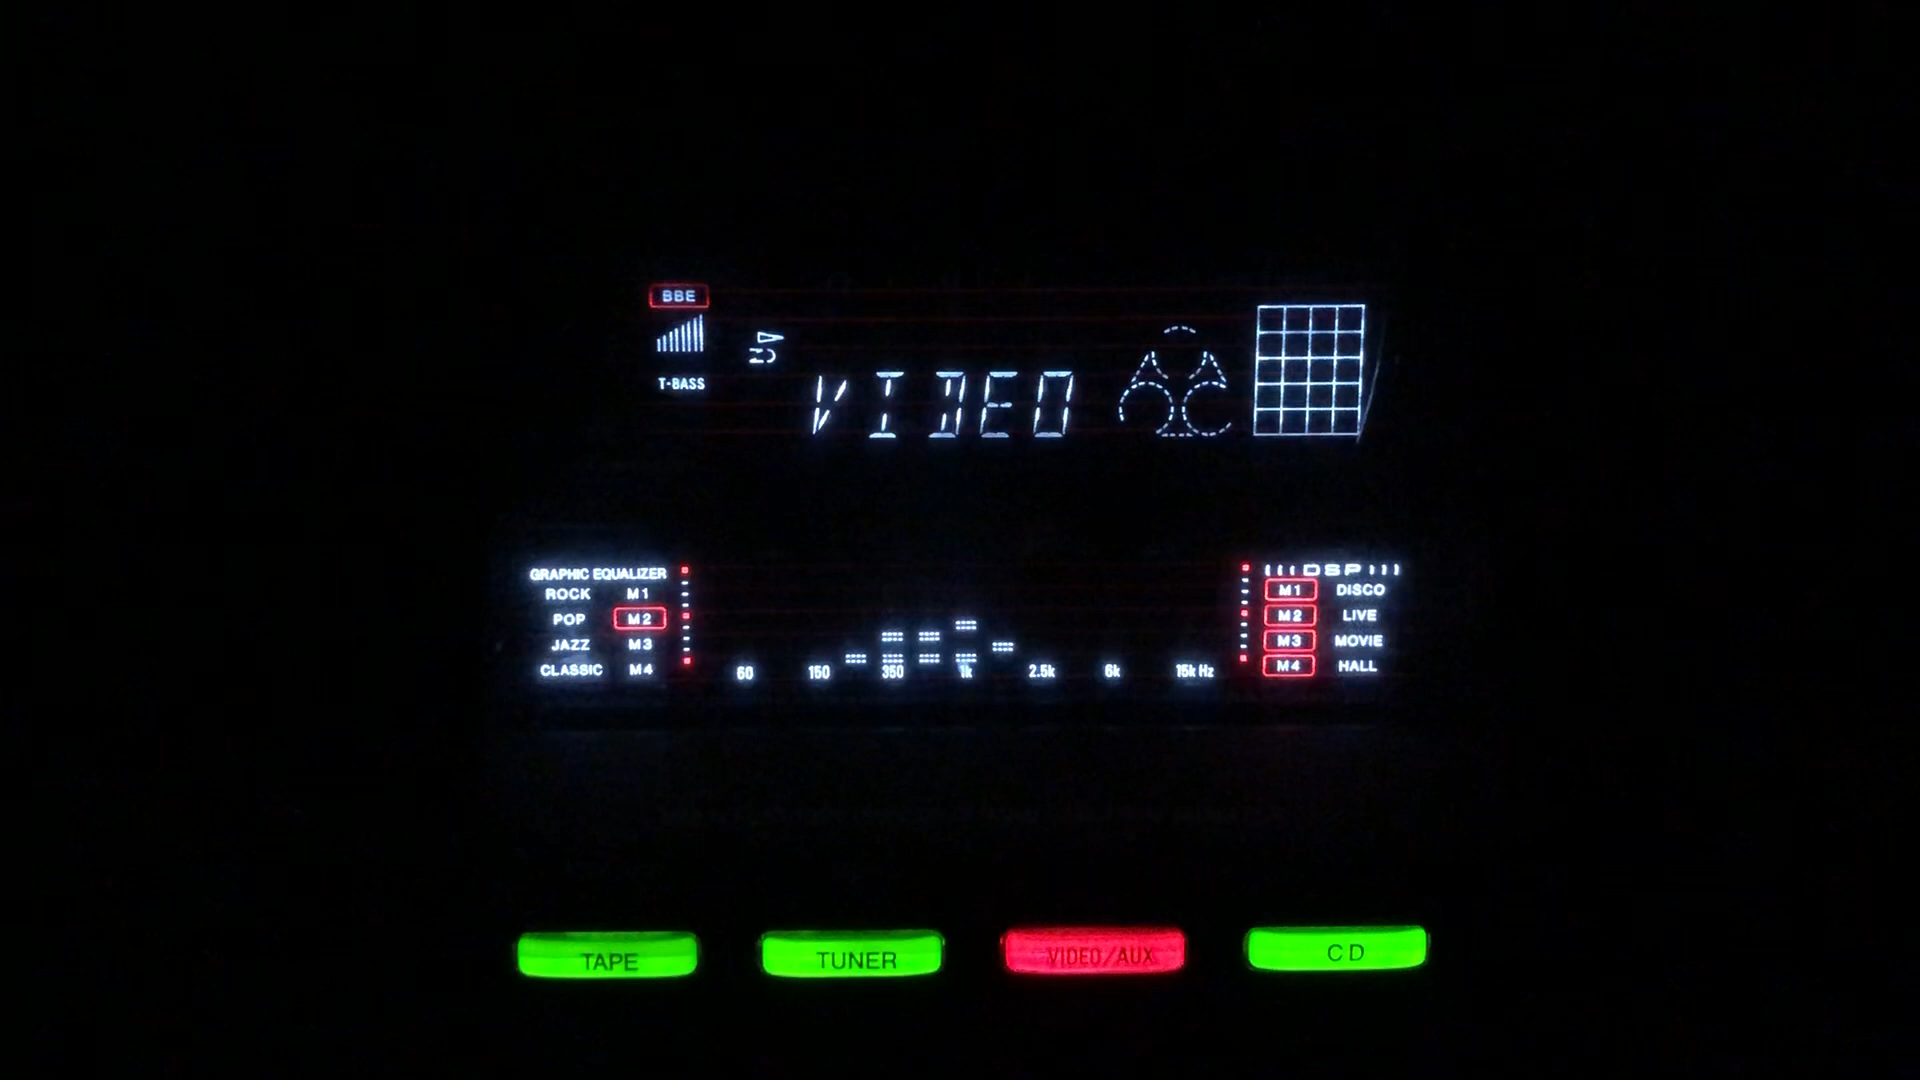 BBE
T-BASS
VIDEO
GRAPHIC EQUALIZER
ROCK M1
POP M2
JAZZ M3
CLASSIC M4
60 150 350 1k 2.5k 6k 15k Hz
DSP
M1 DISCO
M2 LIVE
M3 MOVIE
M4 HALL
TAPE TUNER VIDEO/AUX CD